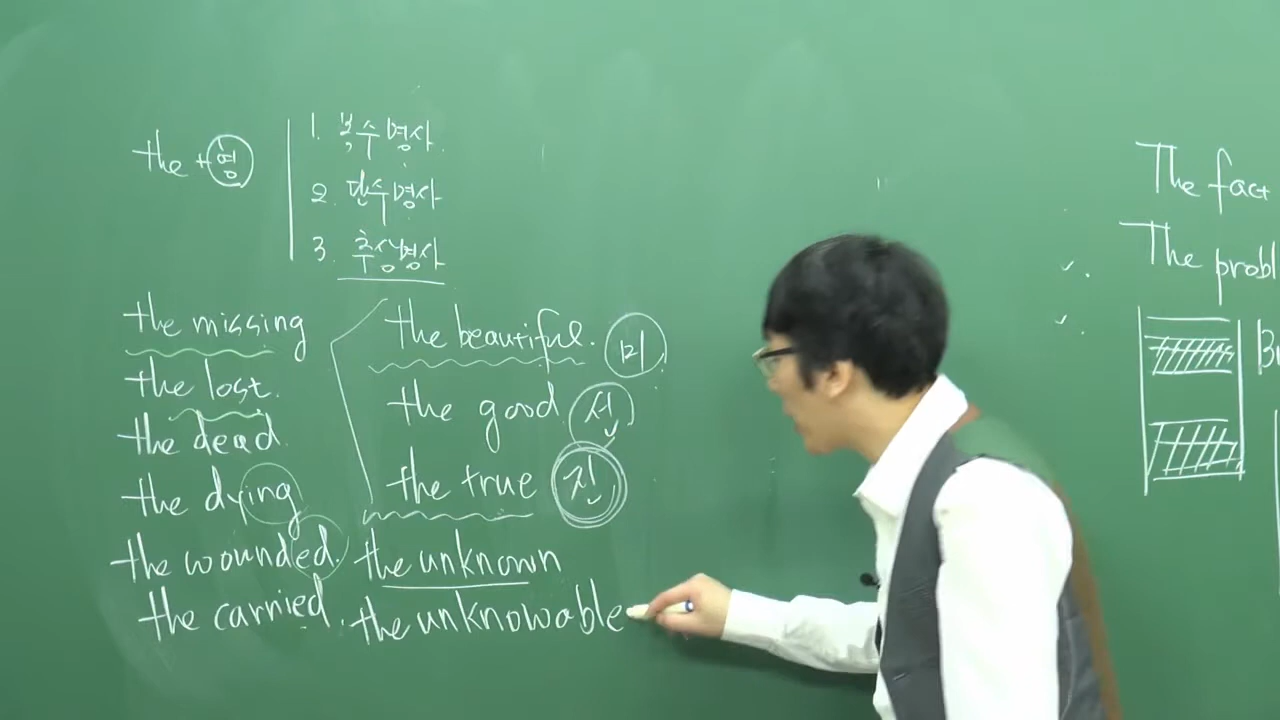 the + 형
1. 복수명사.
2. 단수명사
3. 추상명사
the missing
the lost.
the dead
the dying
the wounded.
the carried.
the beautiful. 미
the good 선
the true 진
the unknown
the unknowable
The fact
The probl
B